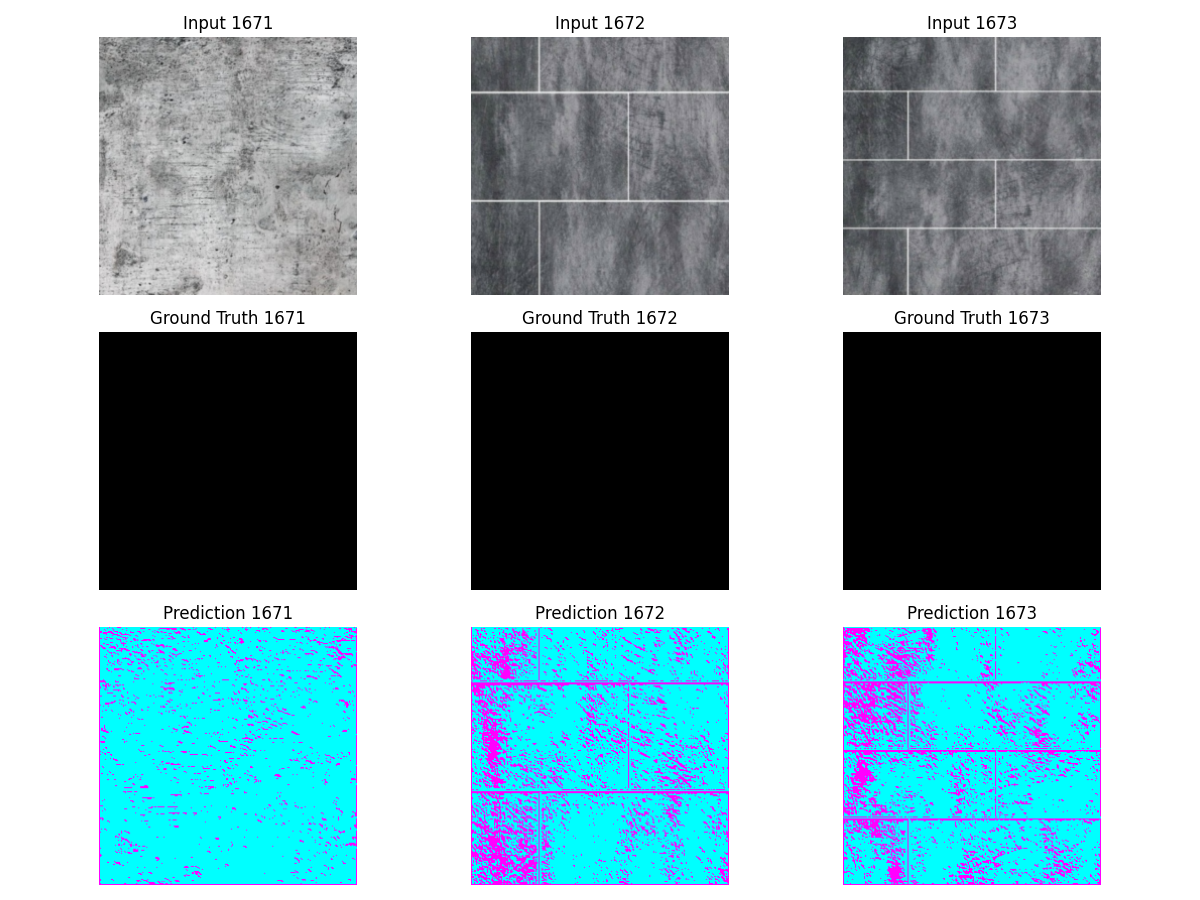 Input 1671
Input 1672
Input 1673
Ground Truth 1671
Ground Truth 1672
Ground Truth 1673
Prediction 1671
Prediction 1672
Prediction 1673